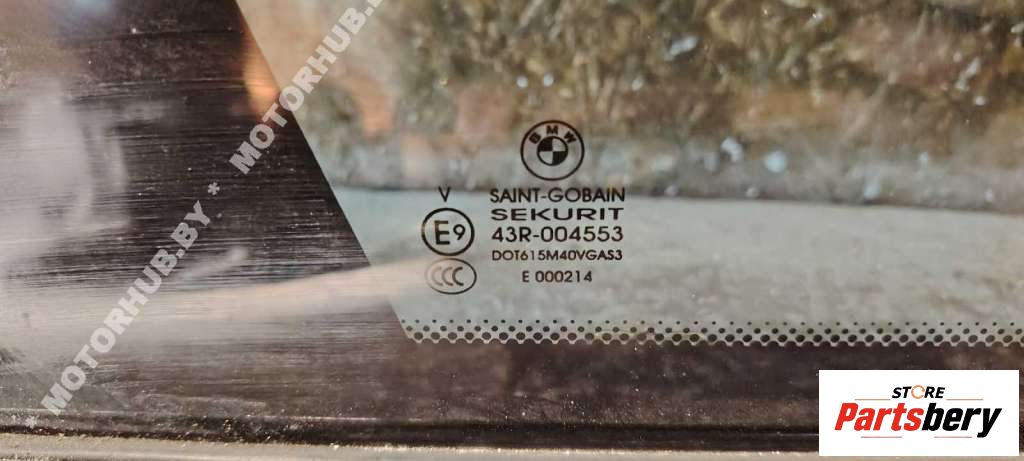 BMW
V SAINT-GOBAIN
SEKURIT
E9 43R-004553
DOT615M40VGAS3
CCC E 000214
MOTORHUB.BY * MOTORHUB.BY
STORE
Partsbery